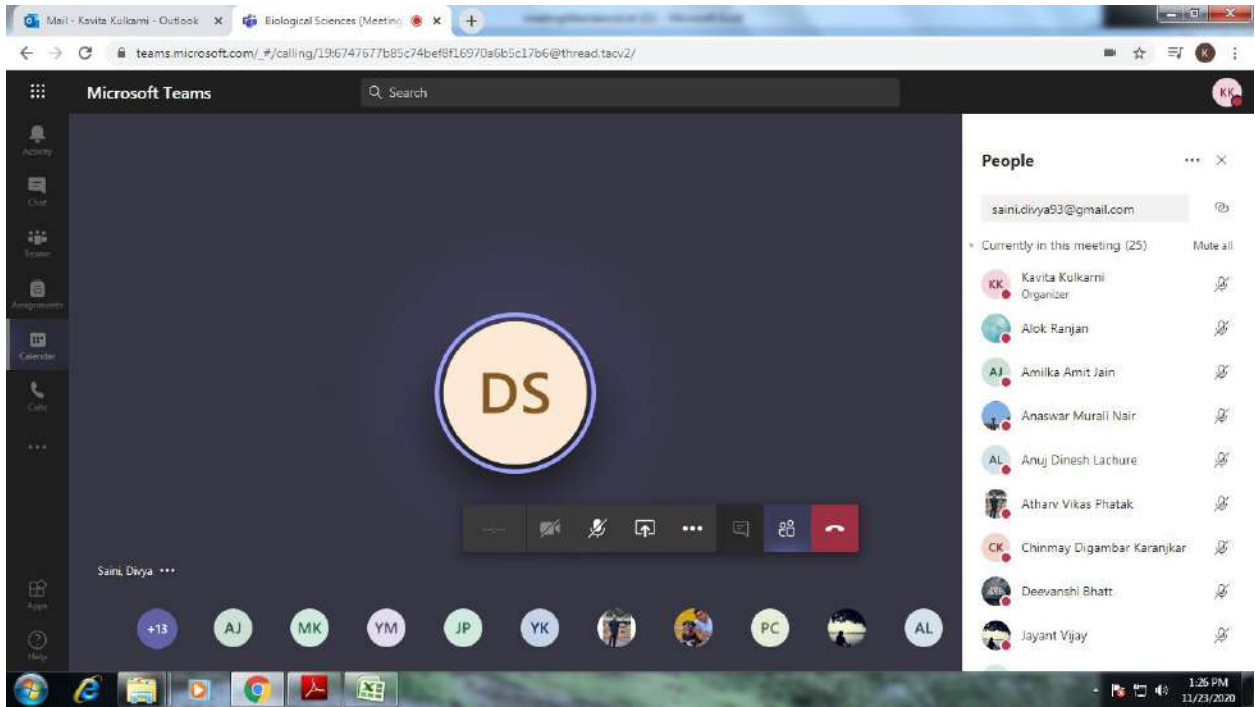 Mail - Kavita Kulkarni - Outlook
Biological Sciences (Meeting)
teams.microsoft.com/_#/calling/19:6747677b85c74bef8f16970a6b5c17b6@thread.tacv2/
K
Microsoft Teams
Search
KK
Activity
Chat
Teams
Assignments
Calendar
Calls
Apps
Help
DS
Saini, Divya
+13
AJ
MK
YM
JP
YK
PC
AL
People
saini.divya93@gmail.com
Currently in this meeting (25) Mute all
KK Kavita Kulkarni
Organizer
Alok Ranjan
AJ Amilka Amit Jain
Anaswar Murali Nair
AL Anuj Dinesh Lachure
Atharv Vikas Phatak
CK Chinmay Digambar Karanjkar
Deevanshi Bhatt
Jayant Vijay
1:26 PM
11/23/2020